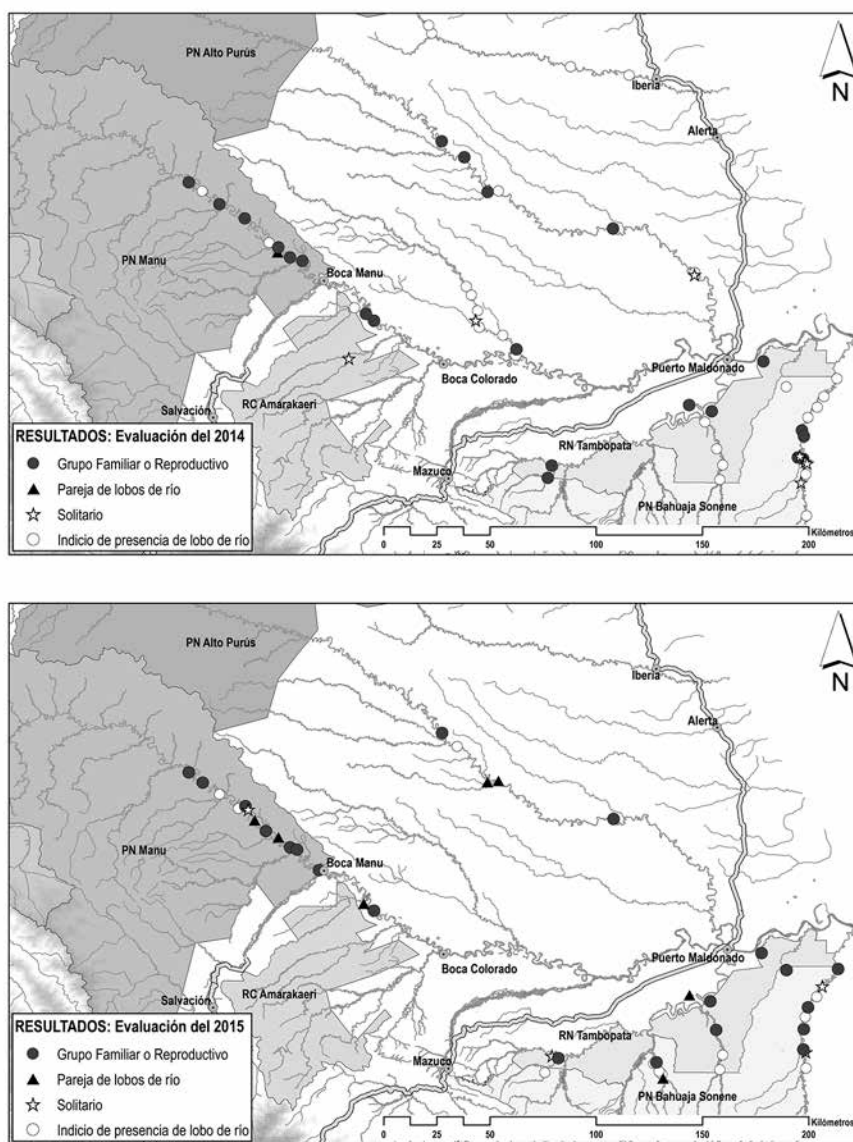 PN Alto Purús
Iberia
N
Alerta
PN Manu
Boca Manu
Puerto Maldonado
Boca Colorado
Salvación
RC Amarakaeri
RESULTADOS: Evaluación del 2014
Grupo Familiar o Reproductivo
Pareja de lobos de río
Solitario
Indicio de presencia de lobo de río
RN Tambopata
Mazuco
PN Bahuaja Sonene
Kilómetros
0 25 50 100 150 200
PN Alto Purús
Iberia
N
Alerta
PN Manu
Boca Manu
Puerto Maldonado
Boca Colorado
Salvación
RC Amarakaeri
RESULTADOS: Evaluación del 2015
Grupo Familiar o Reproductivo
Pareja de lobos de río
Solitario
Indicio de presencia de lobo de río
RN Tambopata
Mazuco
PN Bahuaja Sonene
Kilómetros
0 25 50 100 150 200